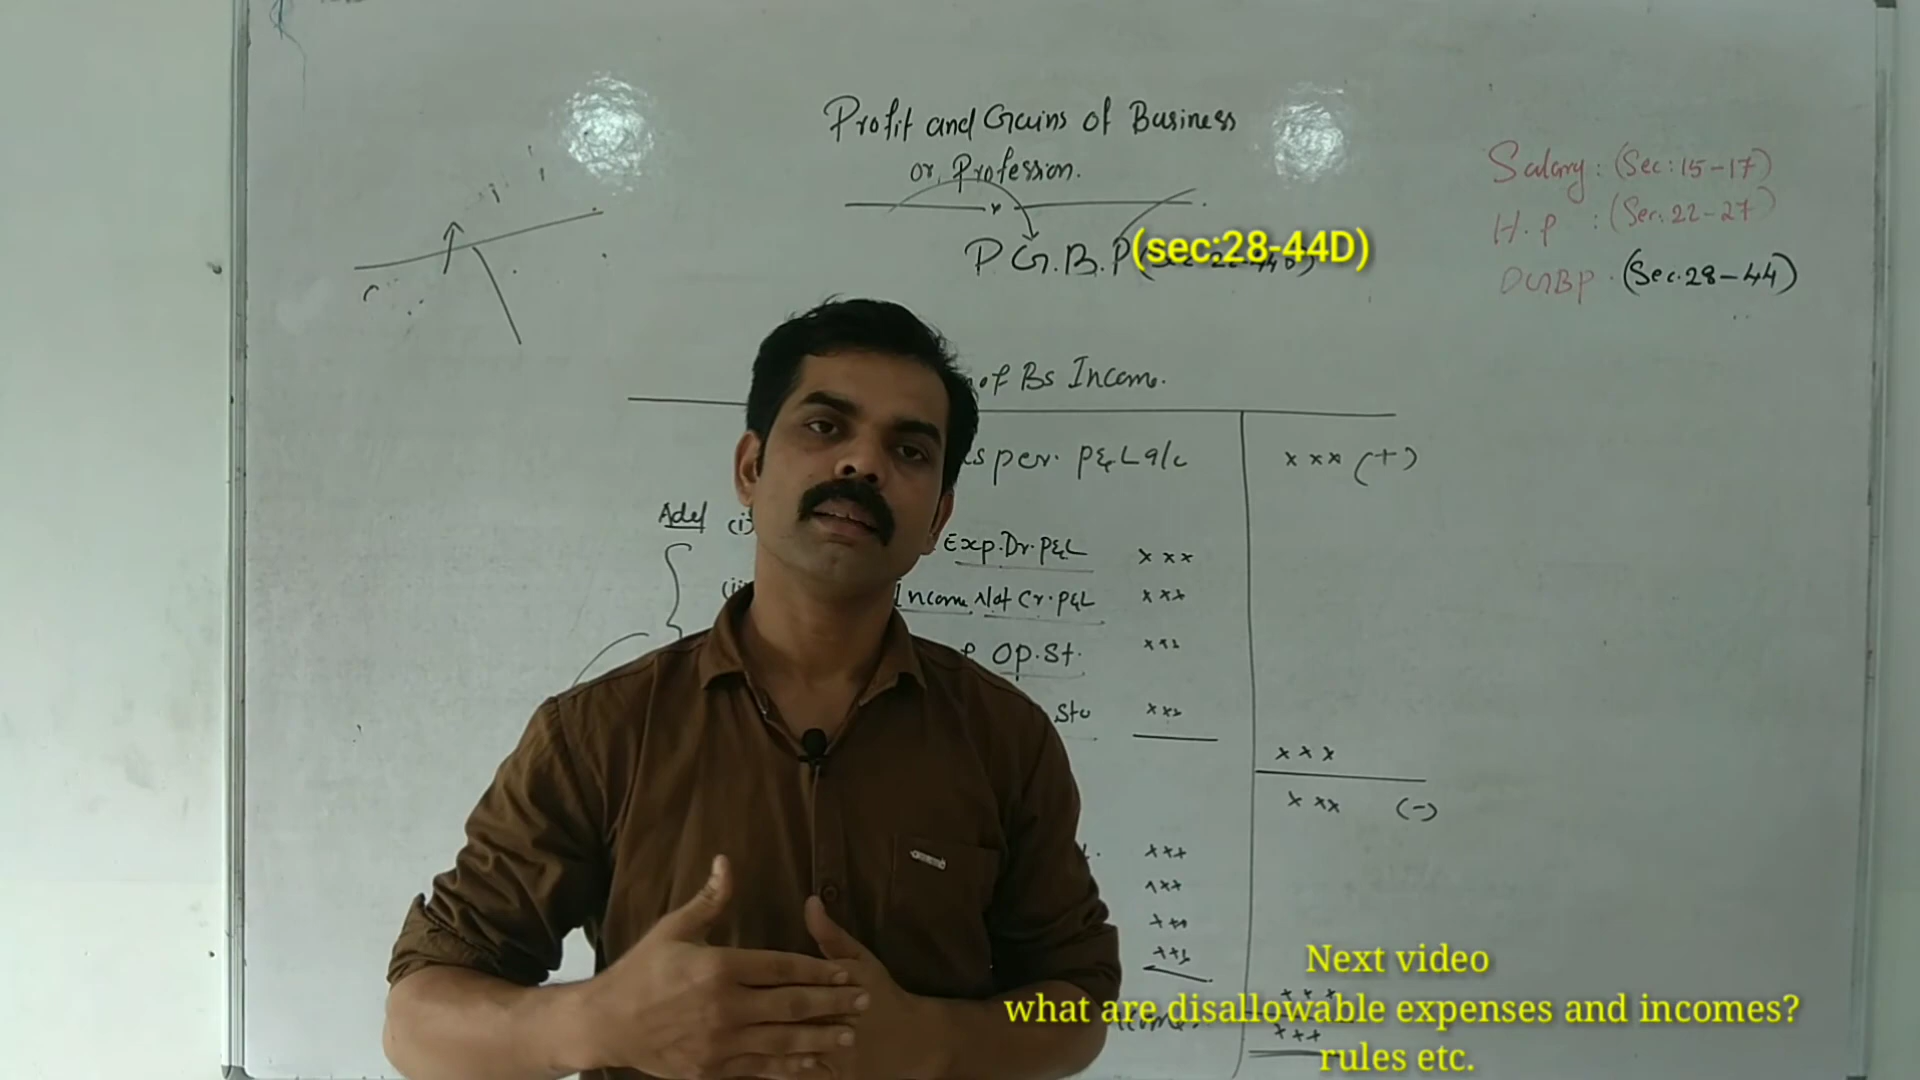 Profit and Gains of Business
or Profession.
P.G.B.P (sec:28-44D)
Salary: (Sec:15-17)
H.P : (Sec:22-27)
(Sec.28-44)
of Bs Income.
as per. P&L a/c xxx (+)
Add (i) Exp.Dr.P&L xxx
(ii) Income Not Cr.P&L xxx
Op.St. xxx
xxx
xxx
xxx (-)
xxx
xxx
xxx
xxx
Next video
what are disallowable expenses and incomes?
xxx
rules etc.